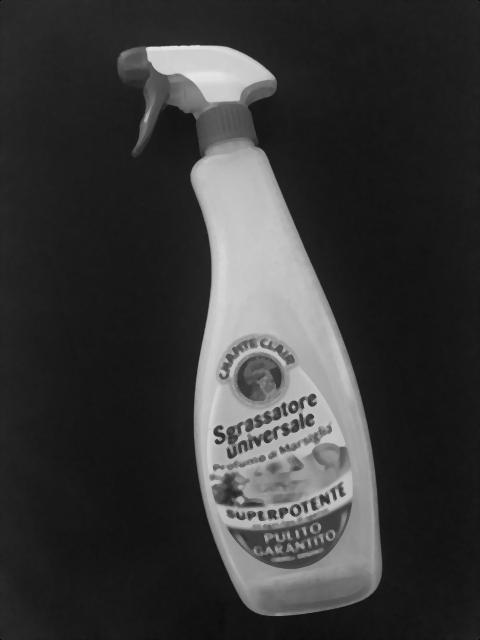 CHANTE CLAIR
Sgrassatore
universale
Profumo di Marsiglia
SUPERPOTENTE
PULITO
GARANTITO